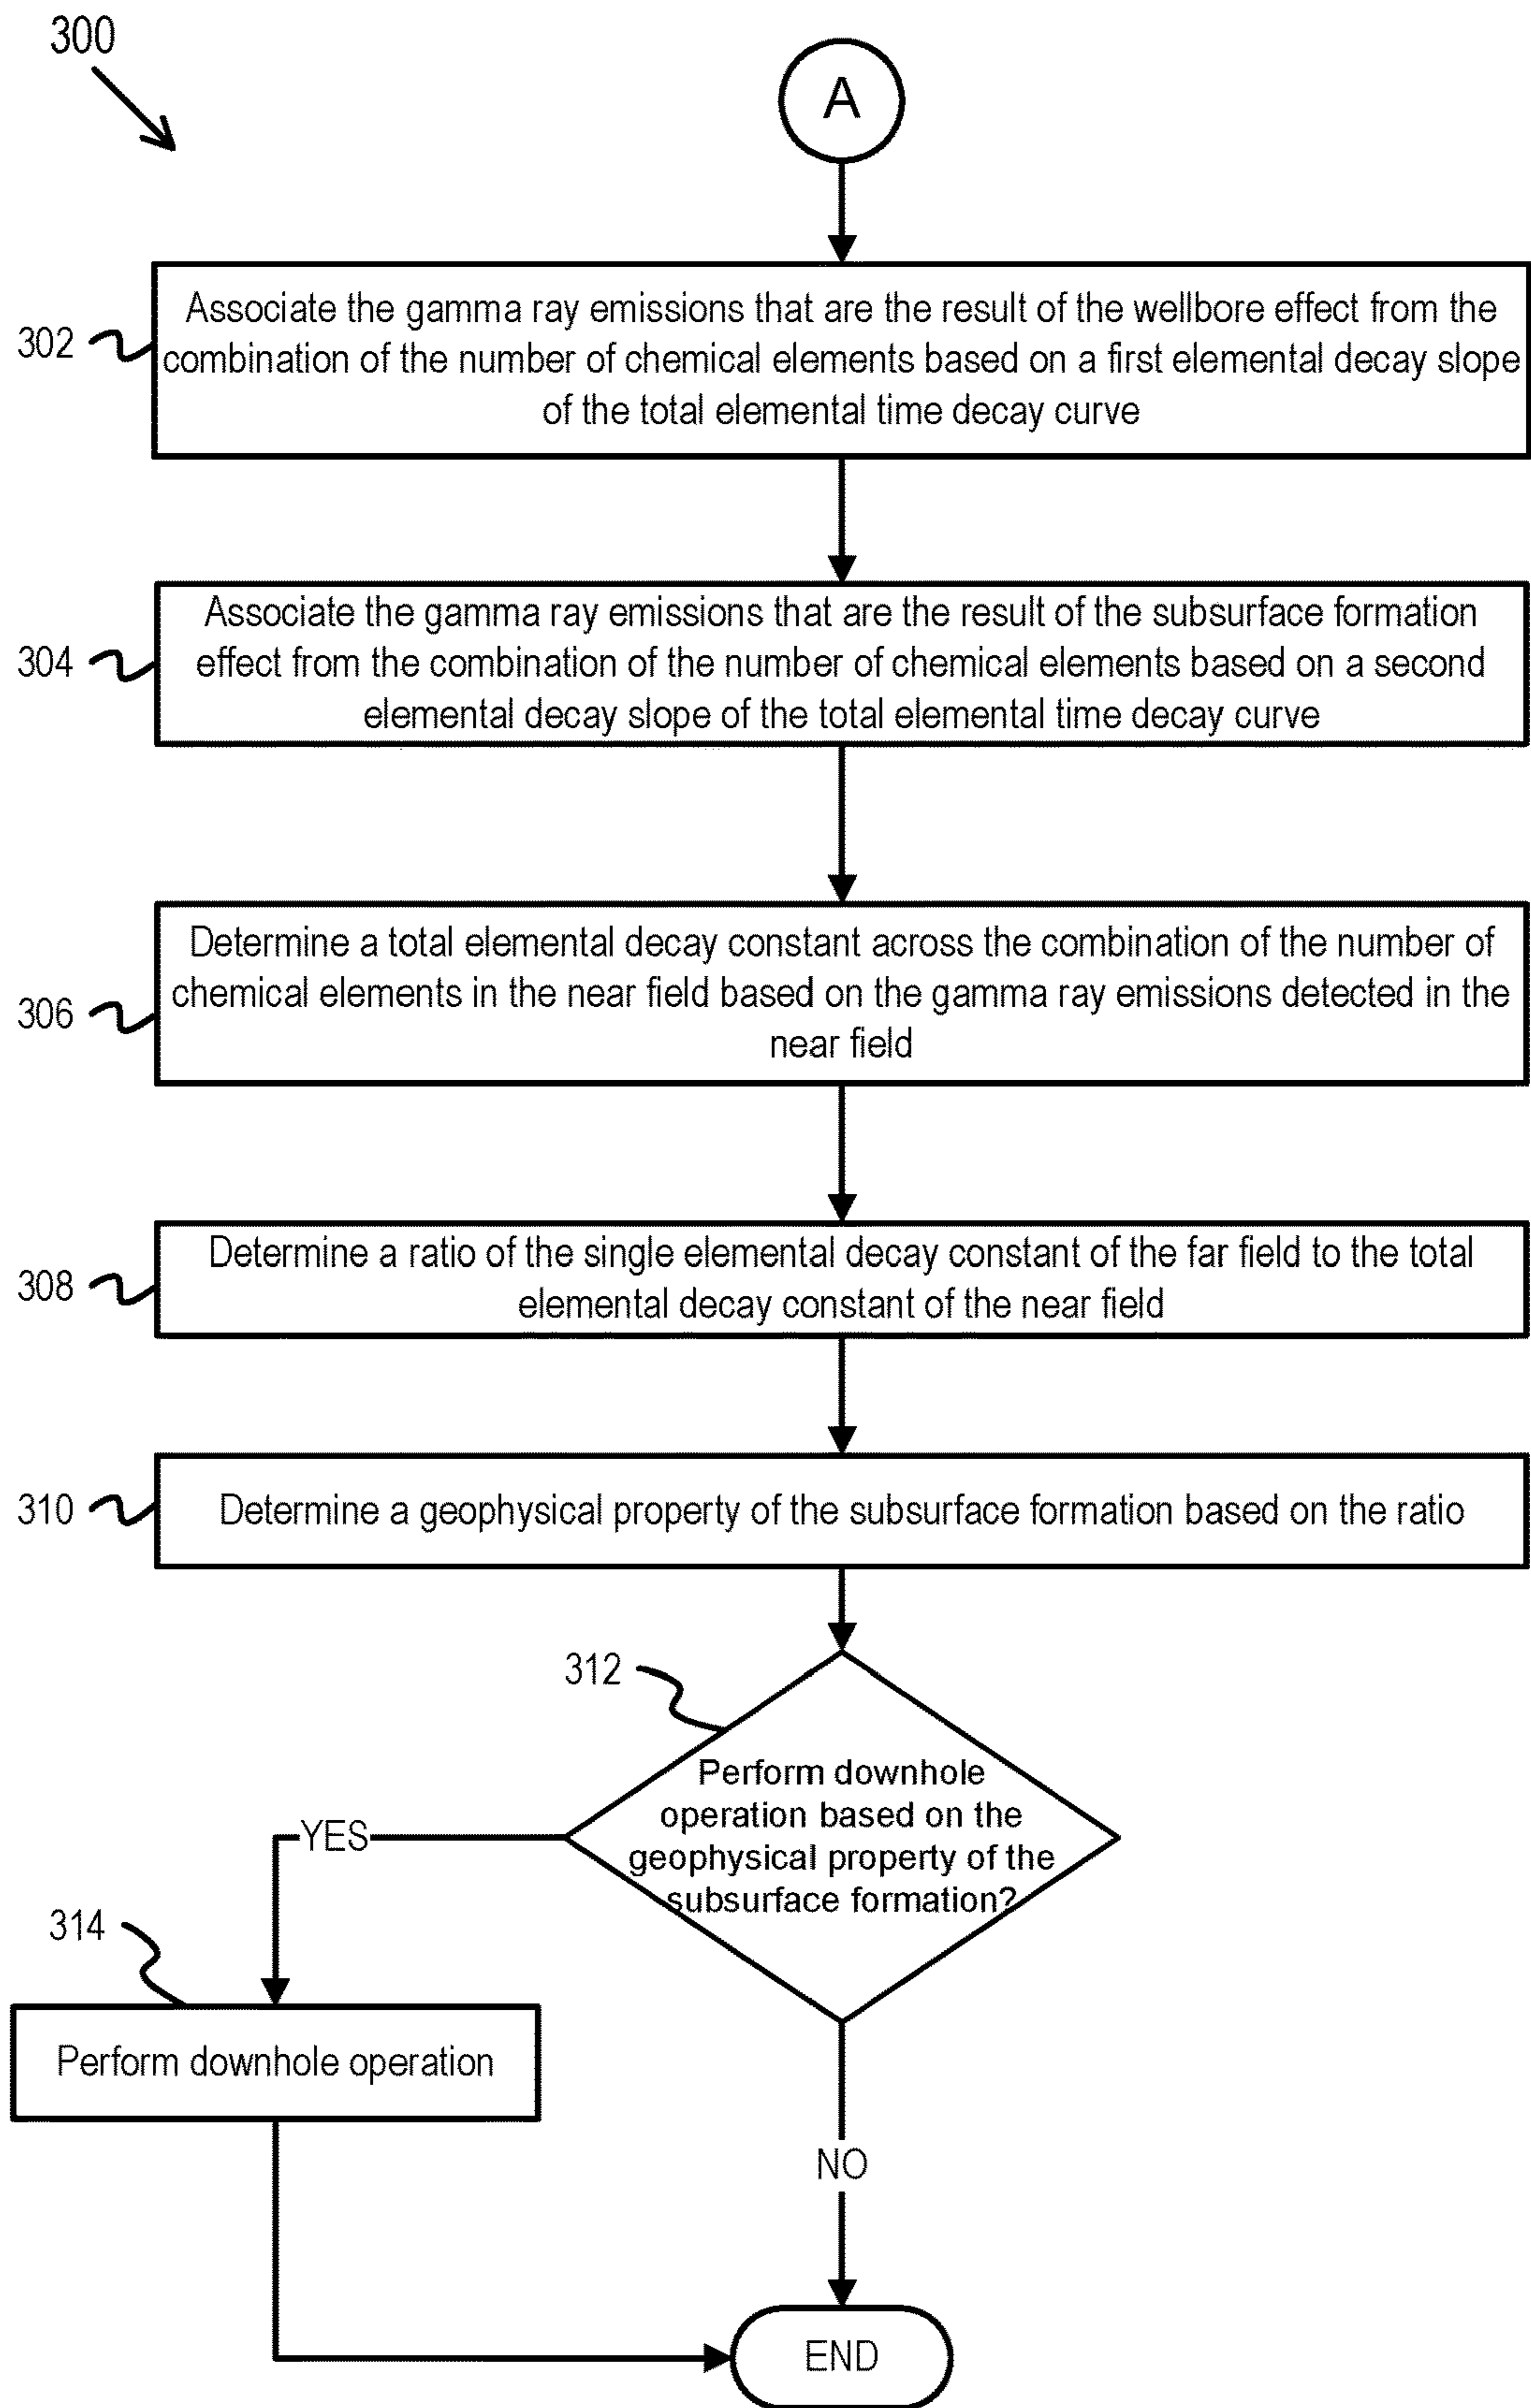 300
A
302
Associate the gamma ray emissions that are the result of the wellbore effect from the
combination of the number of chemical elements based on a first elemental decay slope
of the total elemental time decay curve
304
Associate the gamma ray emissions that are the result of the subsurface formation
effect from the combination of the number of chemical elements based on a second
elemental decay slope of the total elemental time decay curve
306
Determine a total elemental decay constant across the combination of the number of
chemical elements in the near field based on the gamma ray emissions detected in the
near field
308
Determine a ratio of the single elemental decay constant of the far field to the total
elemental decay constant of the near field
310
Determine a geophysical property of the subsurface formation based on the ratio
312
Perform downhole
operation based on the
geophysical property of the
subsurface formation?
YES
314
Perform downhole operation
NO
END